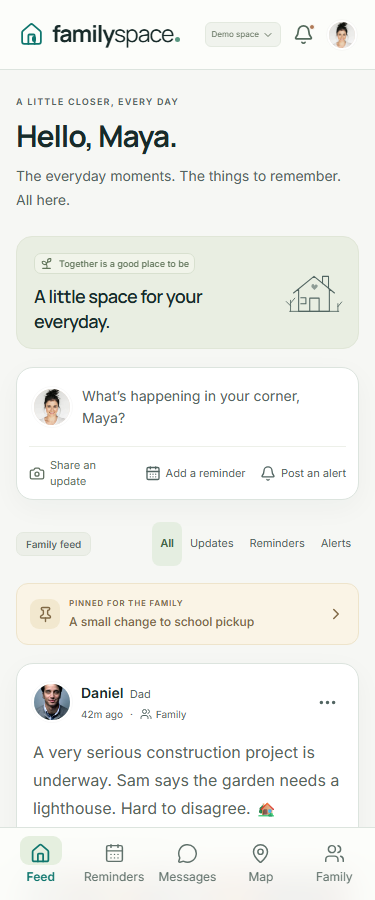 familyspace.
Demo space
A LITTLE CLOSER, EVERY DAY
Hello, Maya.
The everyday moments. The things to remember.
All here.
Together is a good place to be
A little space for your
everyday.
What's happening in your corner,
Maya?
Share an
update
Add a reminder
Post an alert
Family feed
All
Updates
Reminders
Alerts
PINNED FOR THE FAMILY
A small change to school pickup
Daniel Dad
42m ago · Family
A very serious construction project is
underway. Sam says the garden needs a
lighthouse. Hard to disagree. 🏡
Feed
Reminders
Messages
Map
Family